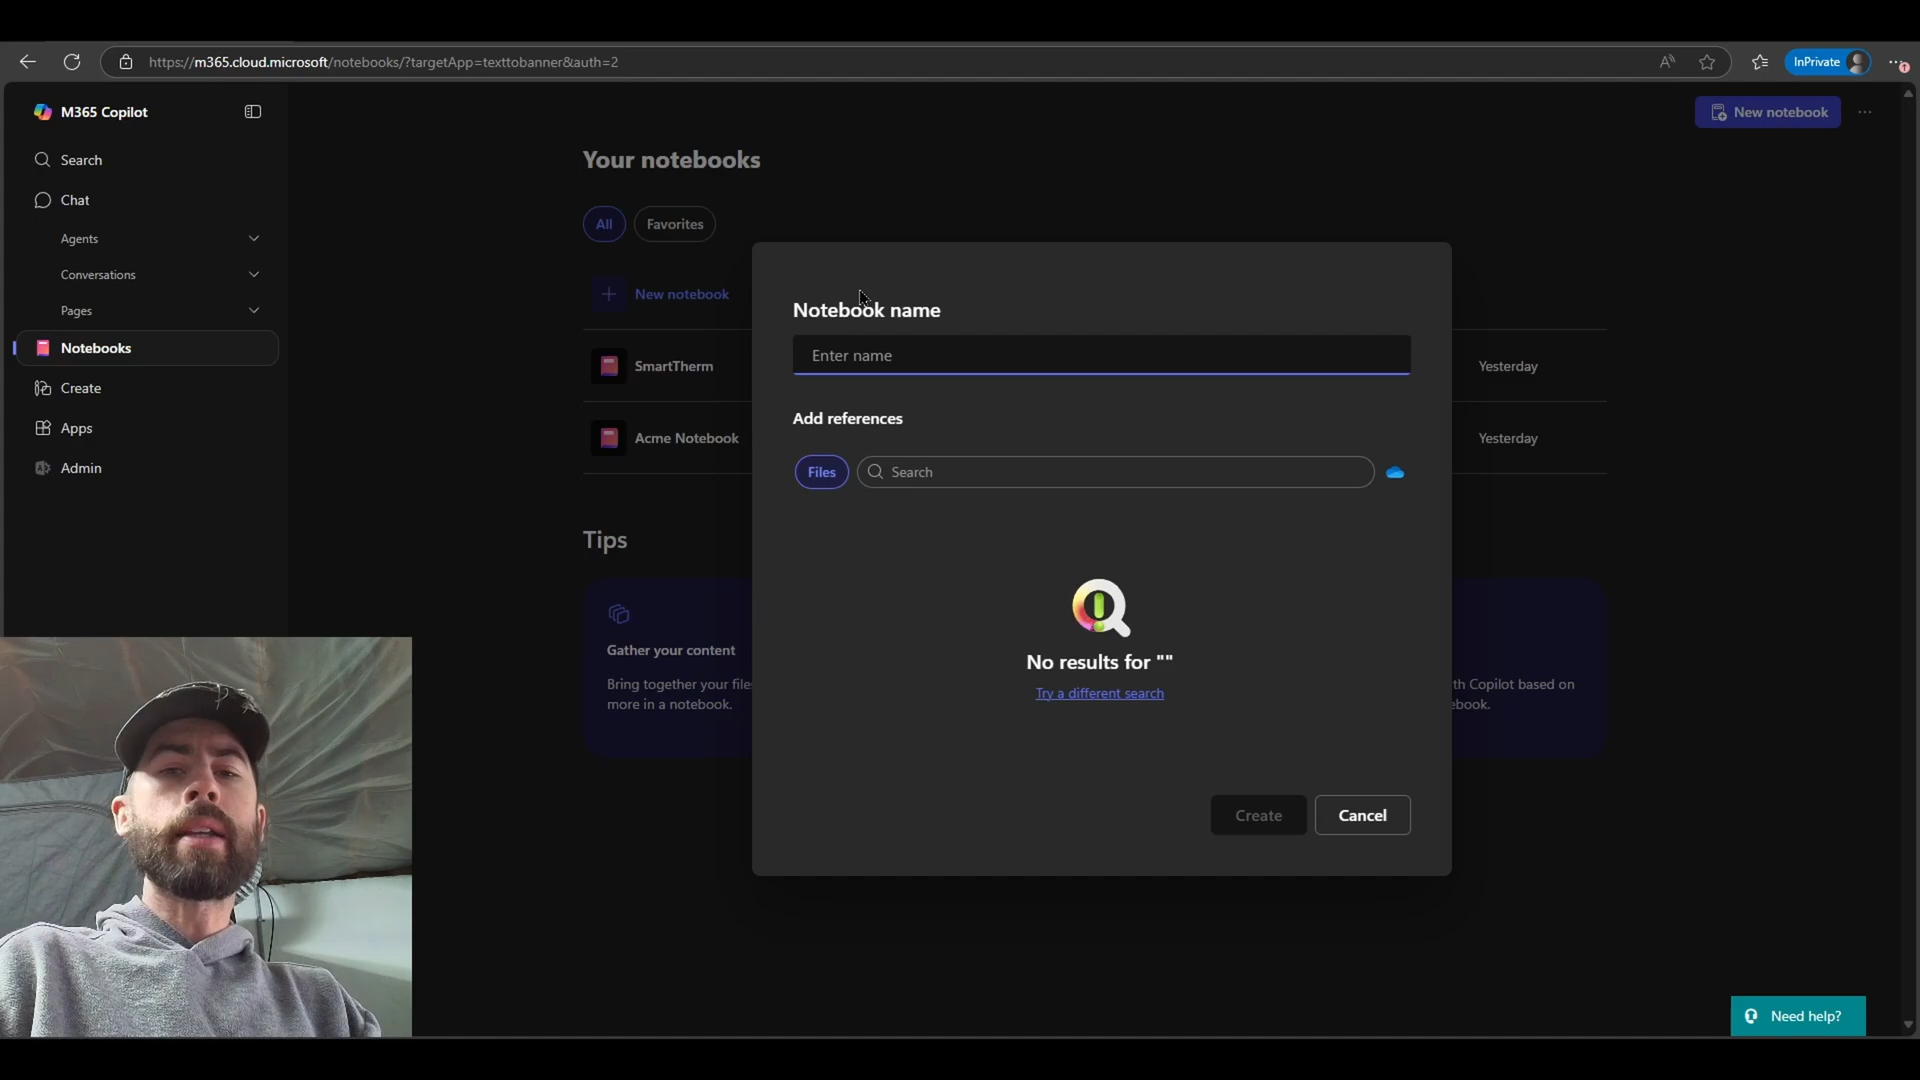 https://m365.cloud.microsoft/notebooks/?targetApp=texttobanner&auth=2
A
InPrivate
M365 Copilot
New notebook
Search
Your notebooks
Chat
All
Favorites
Agents
Conversations
New notebook
Pages
Notebook name
Notebooks
Enter name
SmartTherm
Yesterday
Create
Add references
Apps
Acme Notebook
Yesterday
Admin
Files
Search
Tips
Gather your content
No results for ""
Bring together your file
more in a notebook.
Try a different search
th Copilot based on
ebook.
Create
Cancel
Need help?